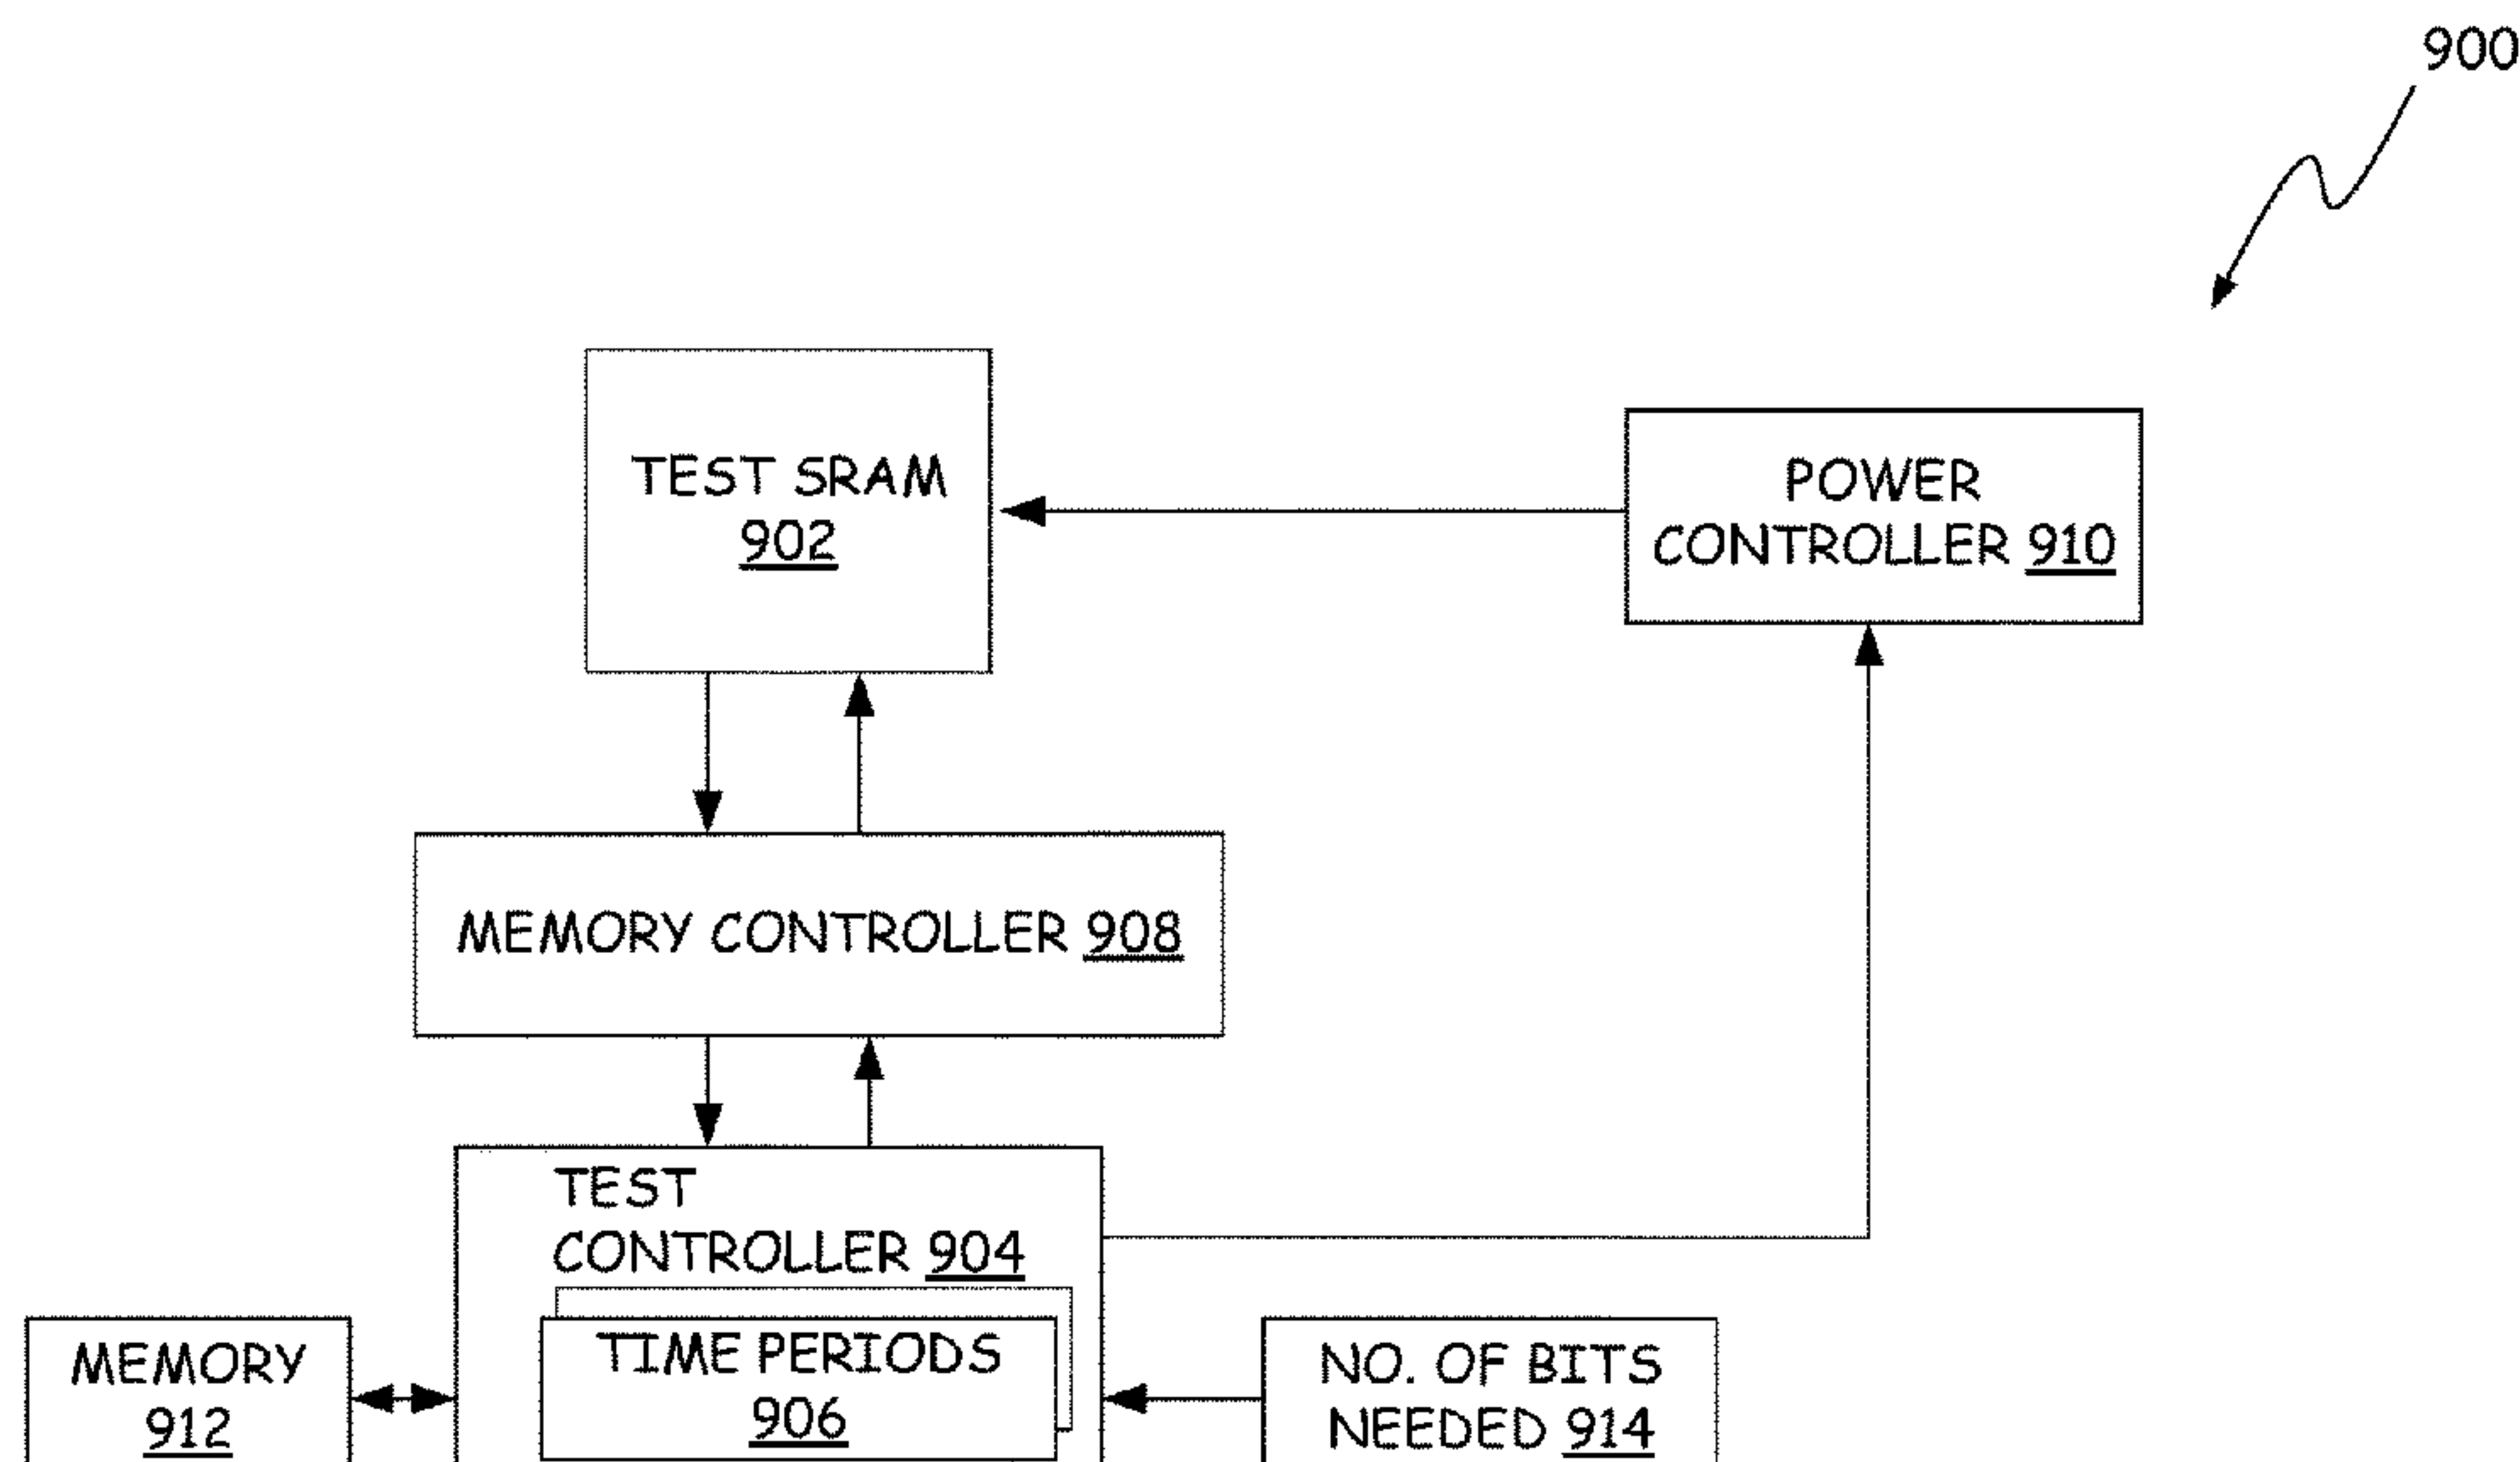 900
TEST SRAM
902
POWER
CONTROLLER 910
MEMORY CONTROLLER 908
TEST
CONTROLLER 904
TIME PERIODS
906
MEMORY
912
NO. OF BITS
NEEDED 914